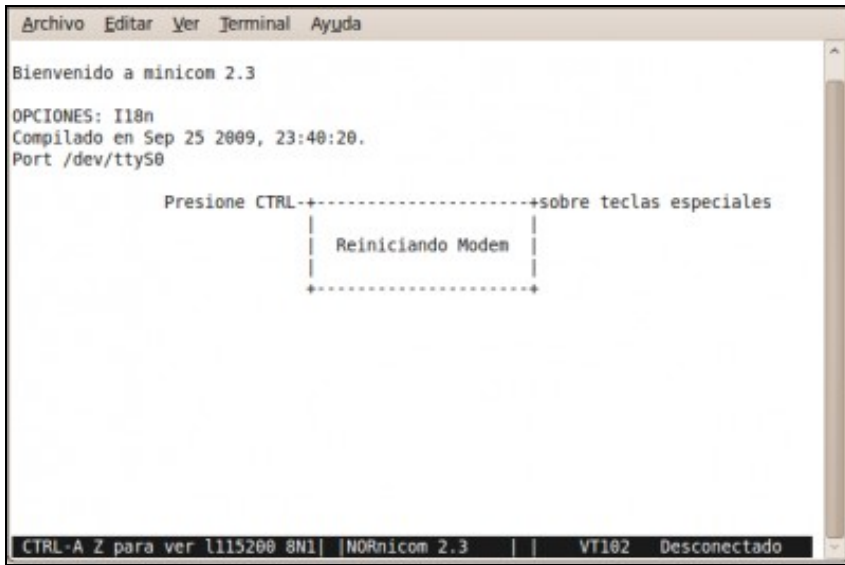 Archivo Editar Ver Terminal Ayuda
Bienvenido a minicom 2.3
OPCIONES: I18n
Compilado en Sep 25 2009, 23:40:20.
Port /dev/ttyS0
Presione CTRL-+----------------------+sobre teclas especiales
Reiniciando Modem
CTRL-A Z para ver l115200 8N1| |NORnicom 2.3 | | VT102 Desconectado